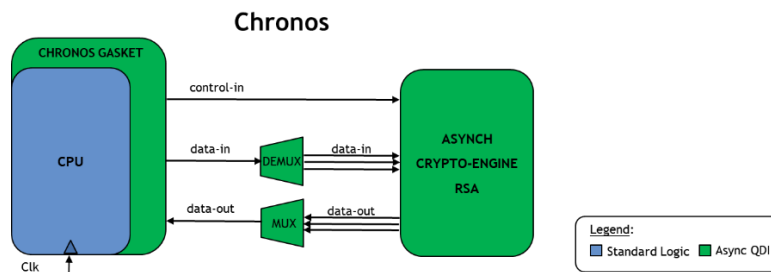 Chronos
CHRONOS GASKET
CPU
Clk
control-in
data-in
DEMUX
data-in
data-out
MUX
data-out
ASYNCH
CRYPTO-ENGINE
RSA
Legend:
Standard Logic
Async QDI